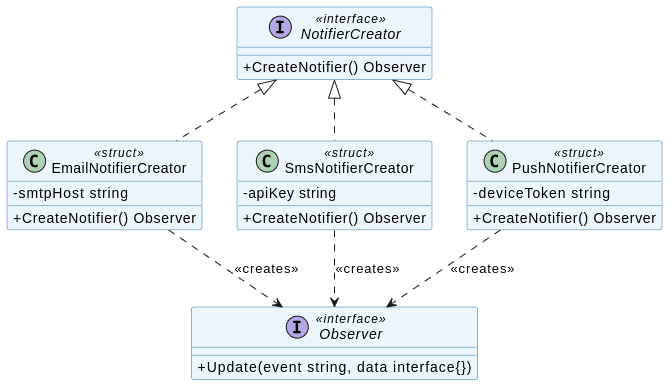 «interface»
I NotifierCreator
+CreateNotifier() Observer
«struct»
C EmailNotifierCreator
-smtpHost string
+CreateNotifier() Observer
«struct»
C SmsNotifierCreator
-apiKey string
+CreateNotifier() Observer
«struct»
C PushNotifierCreator
-deviceToken string
+CreateNotifier() Observer
«creates»
«creates»
«creates»
«interface»
I Observer
+Update(event string, data interface{})